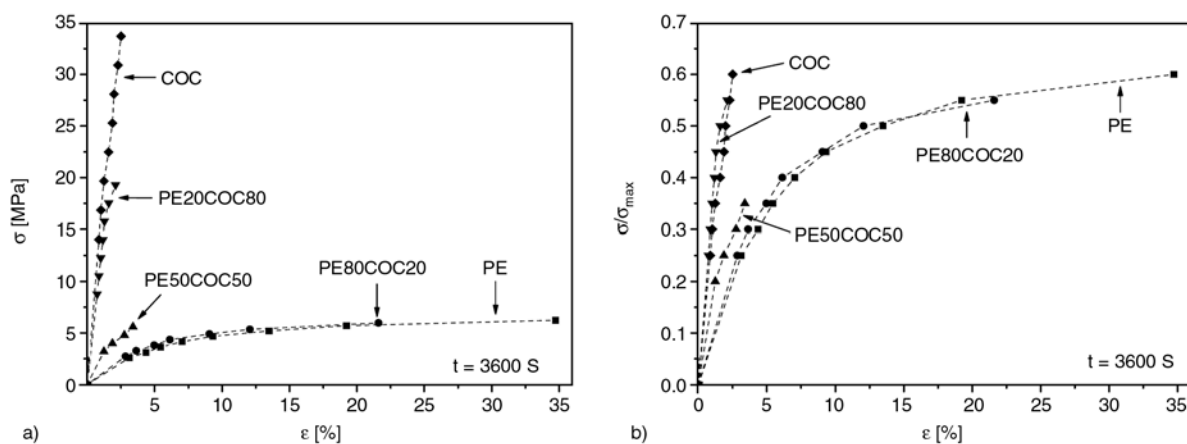 35
30
25
20
15
10
5
0
σ [MPa]
COC
PE20COC80
PE50COC50
PE80COC20
PE
t = 3600 S
5 10 15 20 25 30 35
ε [%]
a)
0.7
0.6
0.5
0.4
0.3
0.2
0.1
0.0
σ/σmax
COC
PE20COC80
PE
PE80COC20
PE50COC50
t = 3600 S
0 5 10 15 20 25 30 35
ε [%]
b)